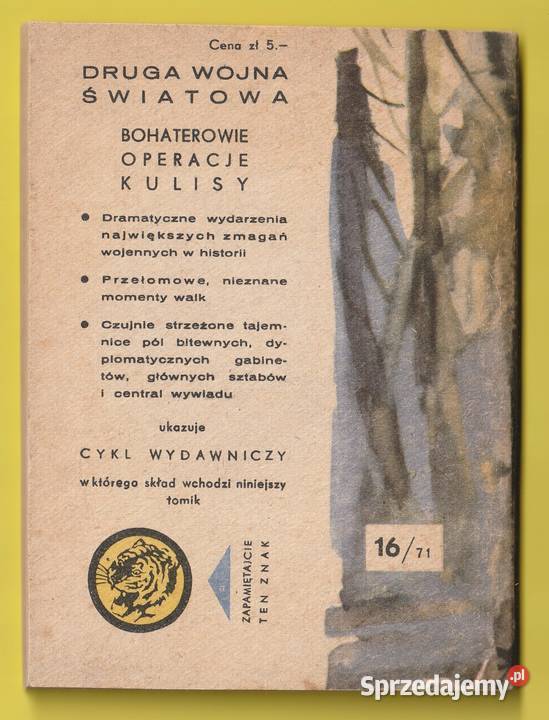 Cena zł 5.—
DRUGA WOJNA
ŚWIATOWA
BOHATEROWIE
OPERACJE
KULISY
● Dramatyczne wydarzenia
największych zmagań
wojennych w historii
● Przełomowe, nieznane
momenty walk
● Czujnie strzeżone tajem-
nice pól bitewnych, dy-
plomatycznych gabine-
tów, głównych sztabów
i central wywiadu
ukazuje
CYKL WYDAWNICZY
w którego skład wchodzi niniejszy
tomik
ZAPAMIĘTAJCIE
TEN ZNAK
16/71
Sprzedajemy.pl